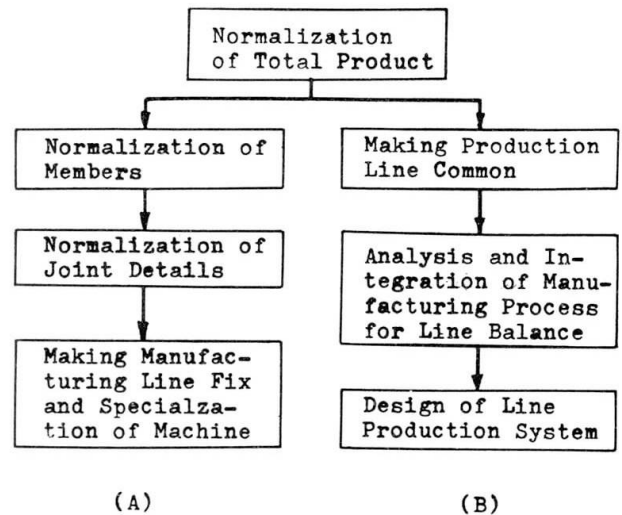 Normalization
of Total Product
Normalization of
Members
Normalization of
Joint Details
Making Manufac-
turing Line Fix
and Specialza-
tion of Machine
(A)
Making Production
Line Common
Analysis and In-
tegration of Manu-
facturing Process
for Line Balance
Design of Line
Production System
(B)